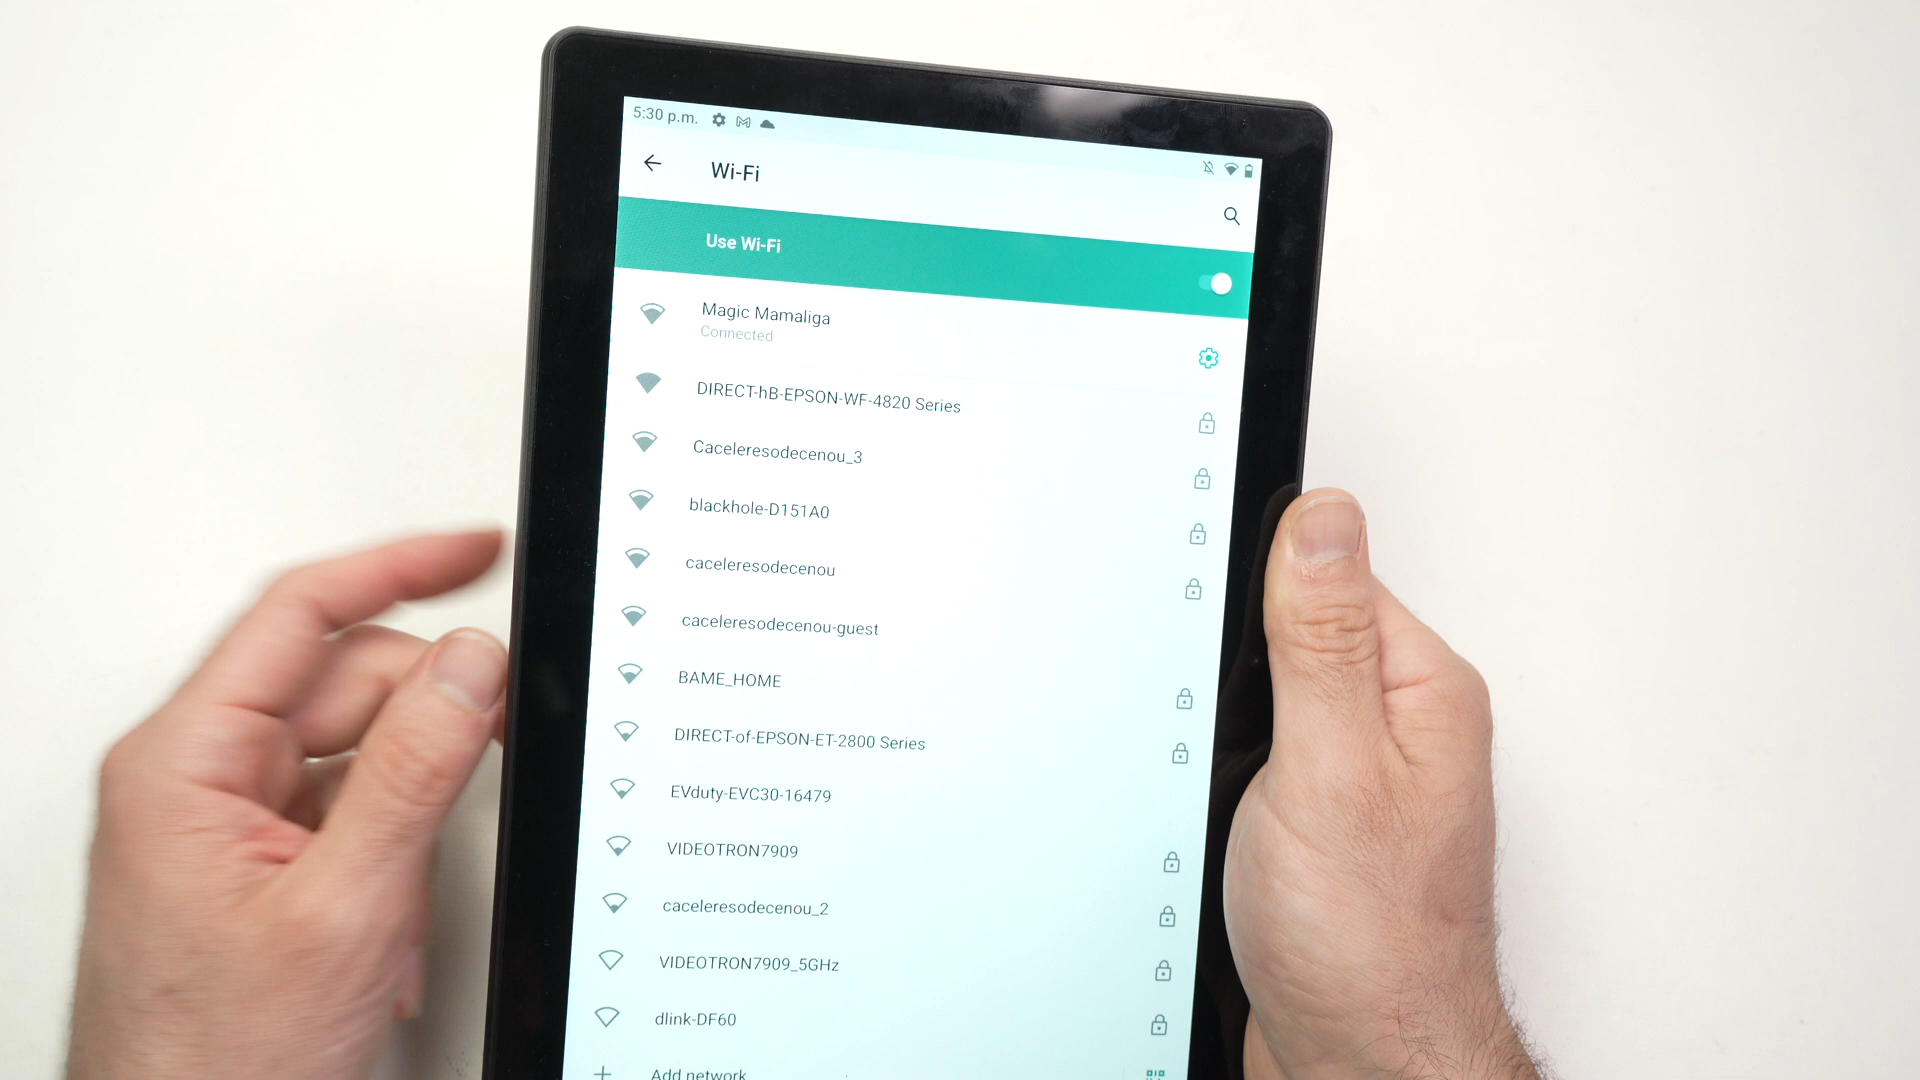 5:30 p.m.
Wi-Fi
Use Wi-Fi
Magic Mamaliga
Connected
DIRECT-hB-EPSON-WF-4820 Series
Caceleresodecenou_3
blackhole-D151A0
caceleresodecenou
caceleresodecenou-guest
BAME_HOME
DIRECT-of-EPSON-ET-2800 Series
EVduty-EVC30-16479
VIDEOTRON7909
caceleresodecenou_2
VIDEOTRON7909_5GHz
dlink-DF60
Add network